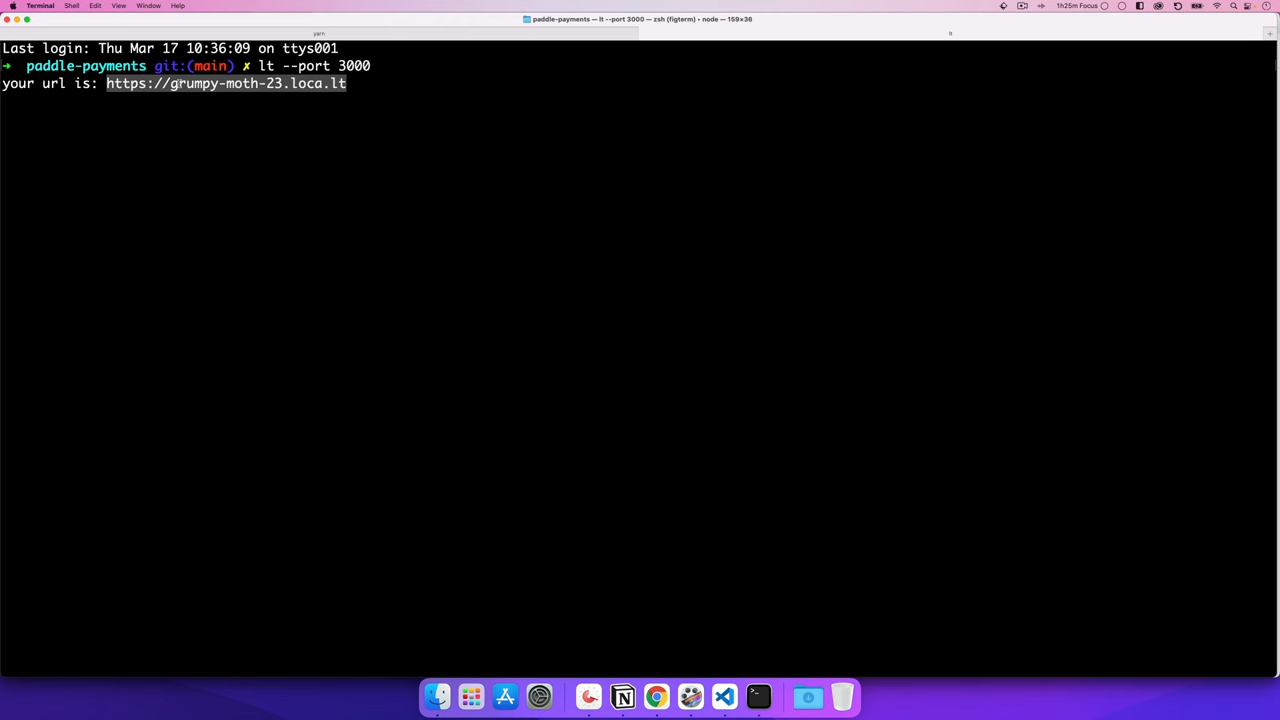 Terminal Shell Edit View Window Help 1h25m Focus
paddle-payments — lt --port 3000 — zsh (figterm) • node — 159×36
yarn lt
Last login: Thu Mar 17 10:36:09 on ttys001
➜ paddle-payments git:(main) ✗ lt --port 3000
your url is: https://grumpy-moth-23.loca.lt